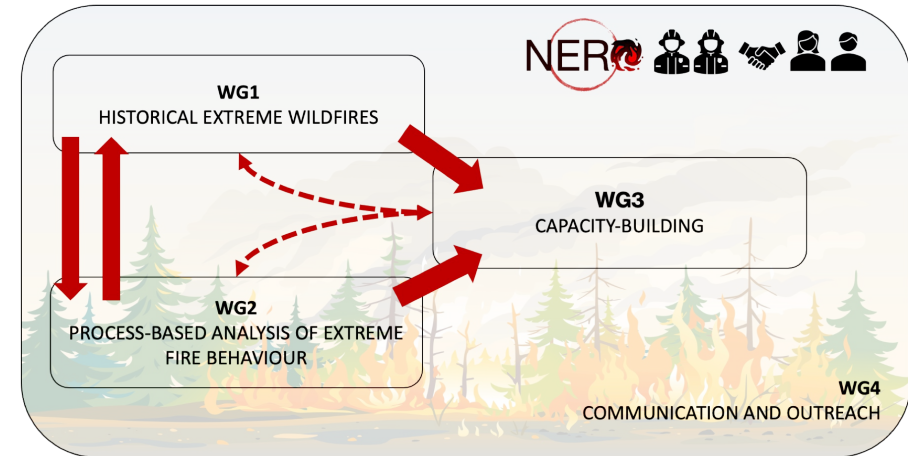 NERO
WG1
HISTORICAL EXTREME WILDFIRES
WG3
CAPACITY-BUILDING
WG2
PROCESS-BASED ANALYSIS OF EXTREME
FIRE BEHAVIOUR
WG4
COMMUNICATION AND OUTREACH